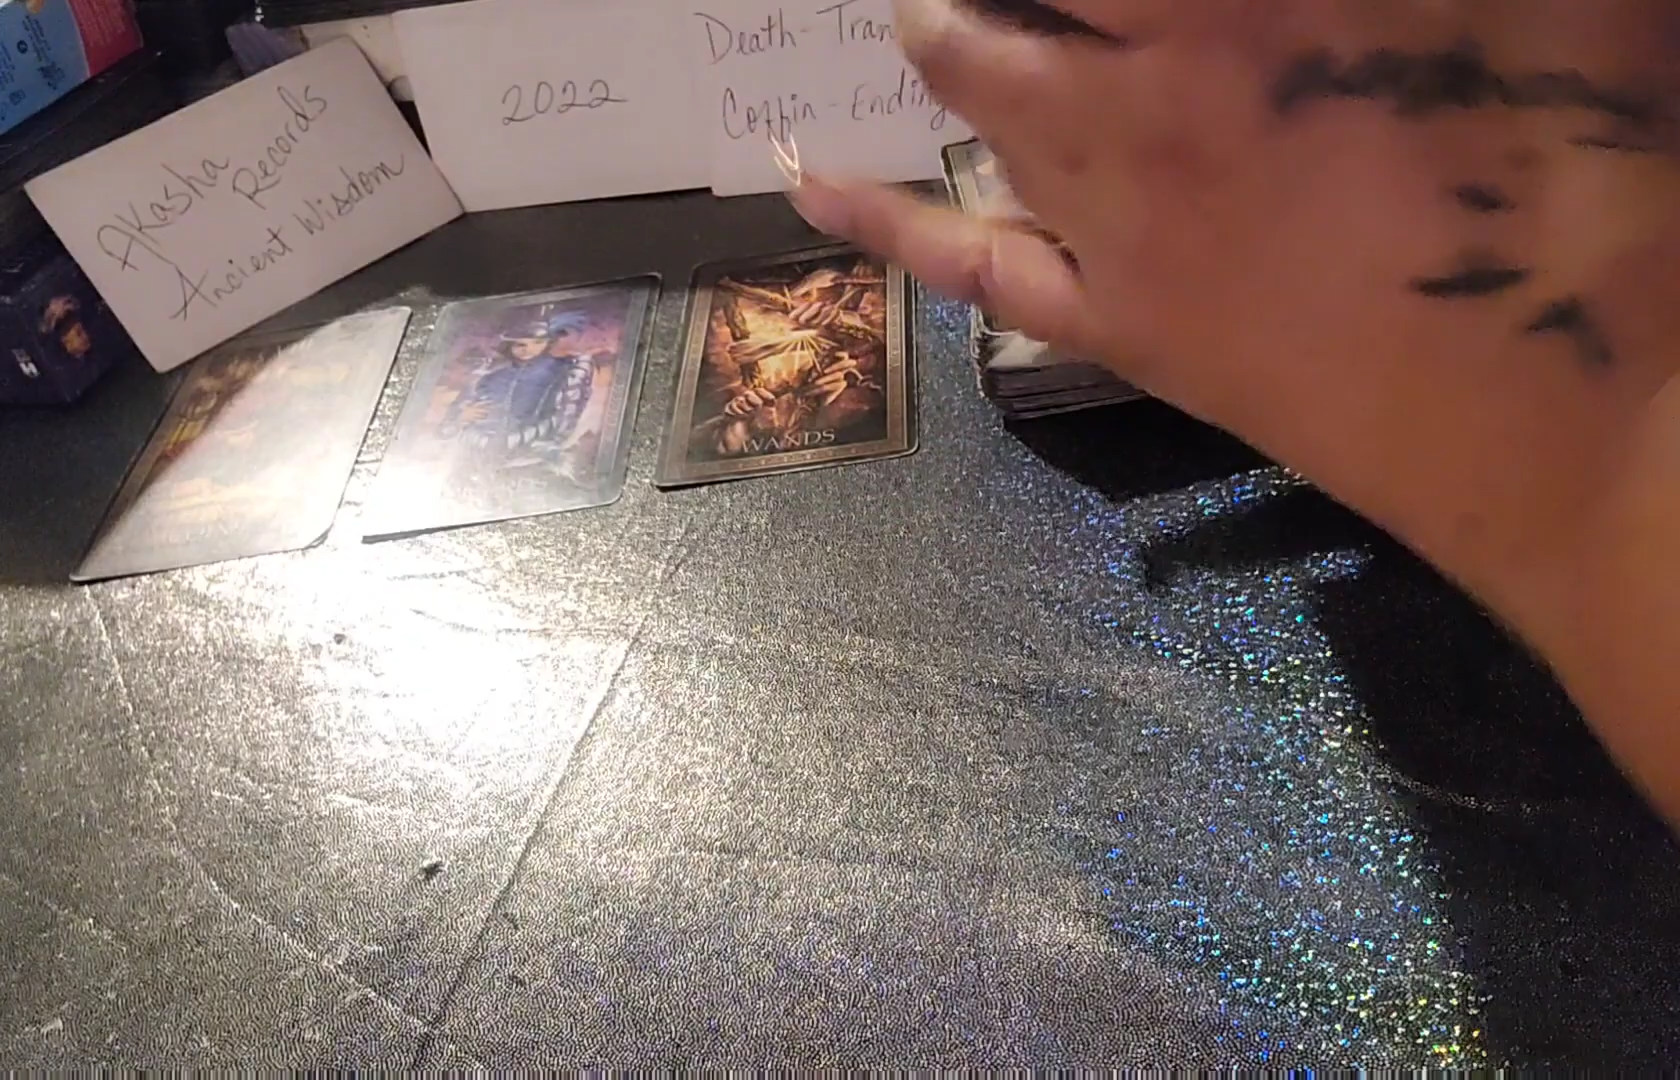 Akasha
Records
Ancient Wisdom
2022
Death- Tran
Coffin - Ending
WANDS